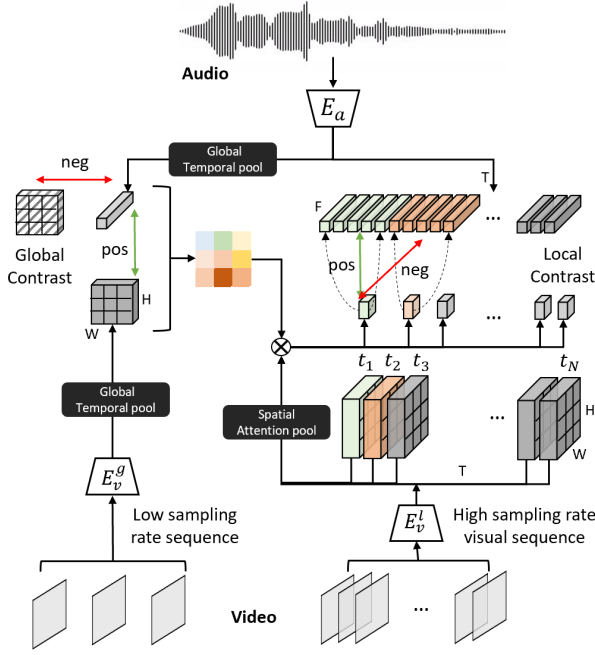 Audio
E_a
Global
Temporal pool
neg
T
F
...
Global
Contrast
pos
H
W
pos
neg
Local
Contrast
...
t_1 t_2 t_3 t_N
Global
Temporal pool
Spatial
Attention pool
...
H
W
T
E_v^g
E_v^l
Low sampling
rate sequence
High sampling rate
visual sequence
Video
...